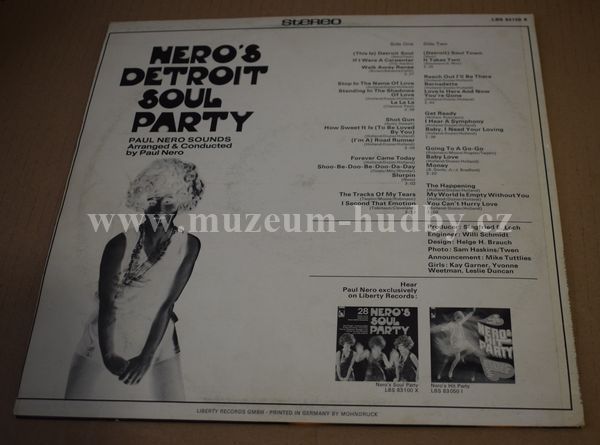 stereo
LBS 83158 X
NERO'S
DETROIT
SOUL
PARTY
PAUL NERO SOUNDS
Arranged & Conducted
by Paul Nero
Side One
(This Is) Detroit Soul
If I Were A Carpenter
Walk Away Renee
Stop In The Name Of Love
Standing In The Shadows
Of Love
La La La
Shot Gun
How Sweet It Is (To Be Loved
By You)
(I'm A) Road Runner
Forever Came Today
Shoo-Be-Doo-Be-Doo-Da-Day
Slurpin
The Tracks Of My Tears
I Second That Emotion
Side Two
(Detroit) Soul Town
It Takes Two
Reach Out I'll Be There
Bernadette
Love Is Here And Now
You're Gone
Get Ready
I Hear A Symphony
Baby, I Need Your Loving
Going To A Go-Go
Baby Love
Money
The Happening
My World Is Empty Without You
You Can't Hurry Love
Producer: Siegfried E. Loch
Engineer: Willi Schmidt
Design: Helge H. Brauch
Photo: Sam Haskins/Twen
Announcement: Mike Tuttlies
Girls: Kay Garner, Yvonne
Weetman, Leslie Duncan
Hear
Paul Nero exclusively
on Liberty Records:
28
NERO'S
SOUL
PARTY
NERO'S
HIT
PARTY
Nero's Soul Party
LBS 83100 X
Nero's Hit Party
LBS 83 050 I
LIBERTY RECORDS GMBH · PRINTED IN GERMANY BY MOHNDRUCK
www.muzeum-hudby.cz